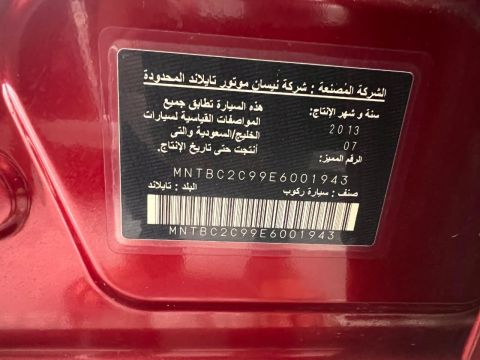 الشركة المصنعة : شركة نيسان موتور تايلاند المحدودة
سنة و شهر الإنتاج:
2013
07
الرقم المميز:
هذه السيارة تطابق جميع
المواصفات القياسية لسيارات
الخليج/السعودية والتى
أنتجت حتى تاريخ الإنتاج.
MNTBC2C99E6001943
صنف : سيارة ركوب
البلد : تايلاند
MNTBC2C99E6001943